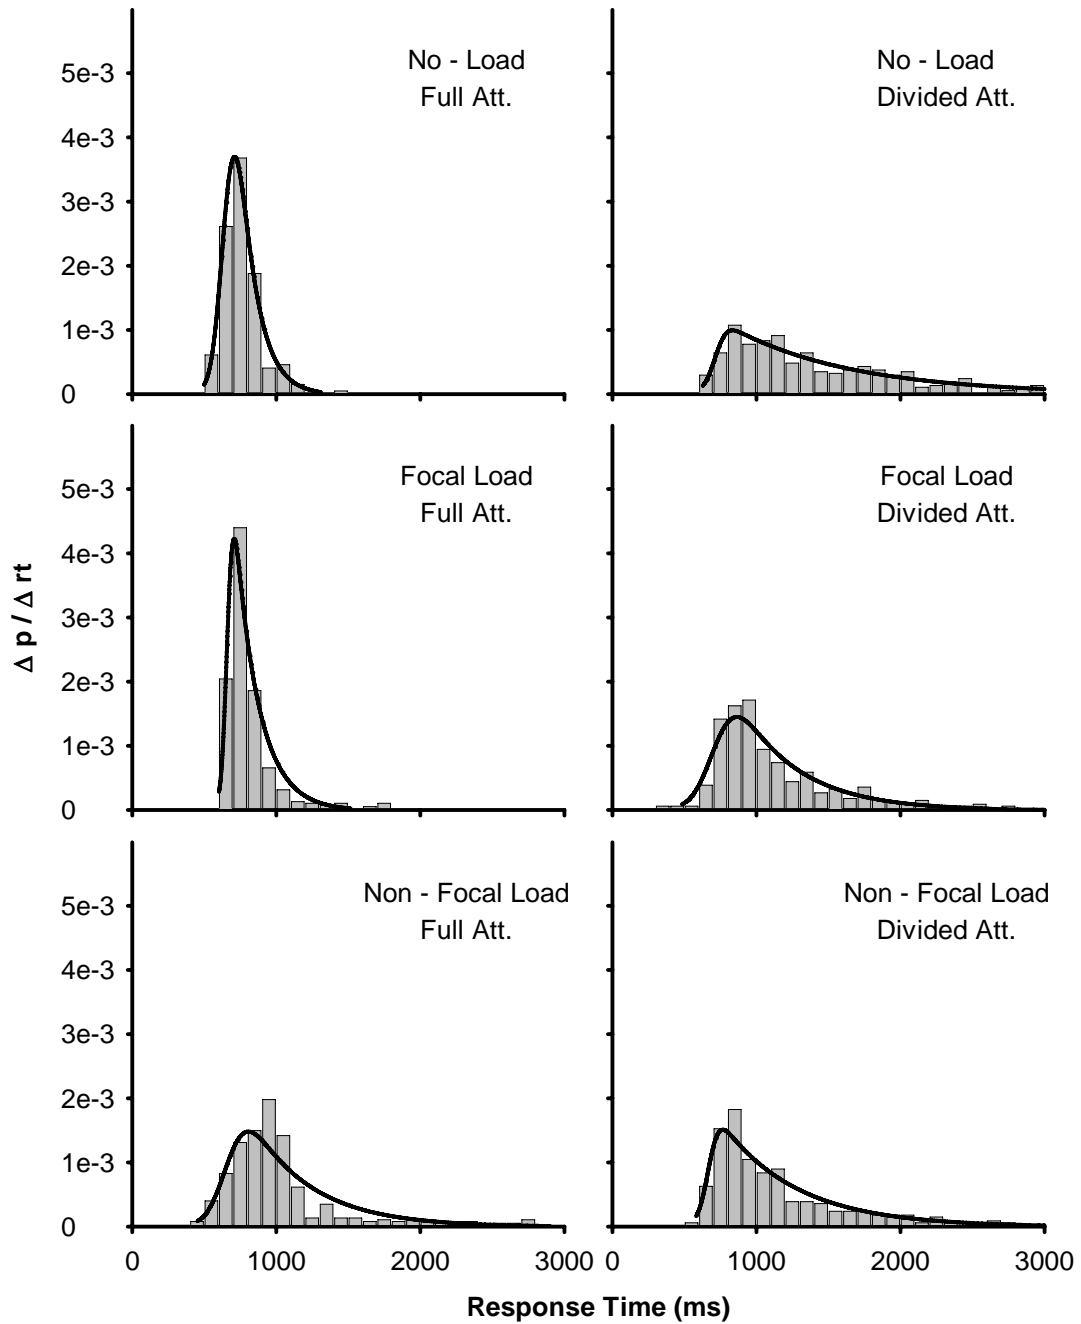 No - Load
Full Att.
5e-3
4e-3
3e-3
2e-3
1e-3
0
No - Load
Divided Att.
Focal Load
Full Att.
5e-3
4e-3
3e-3
2e-3
1e-3
0
Focal Load
Divided Att.
Δ p / Δ rt
Non - Focal Load
Full Att.
5e-3
4e-3
3e-3
2e-3
1e-3
0
Non - Focal Load
Divided Att.
0 1000 2000 3000 0 1000 2000 3000
Response Time (ms)